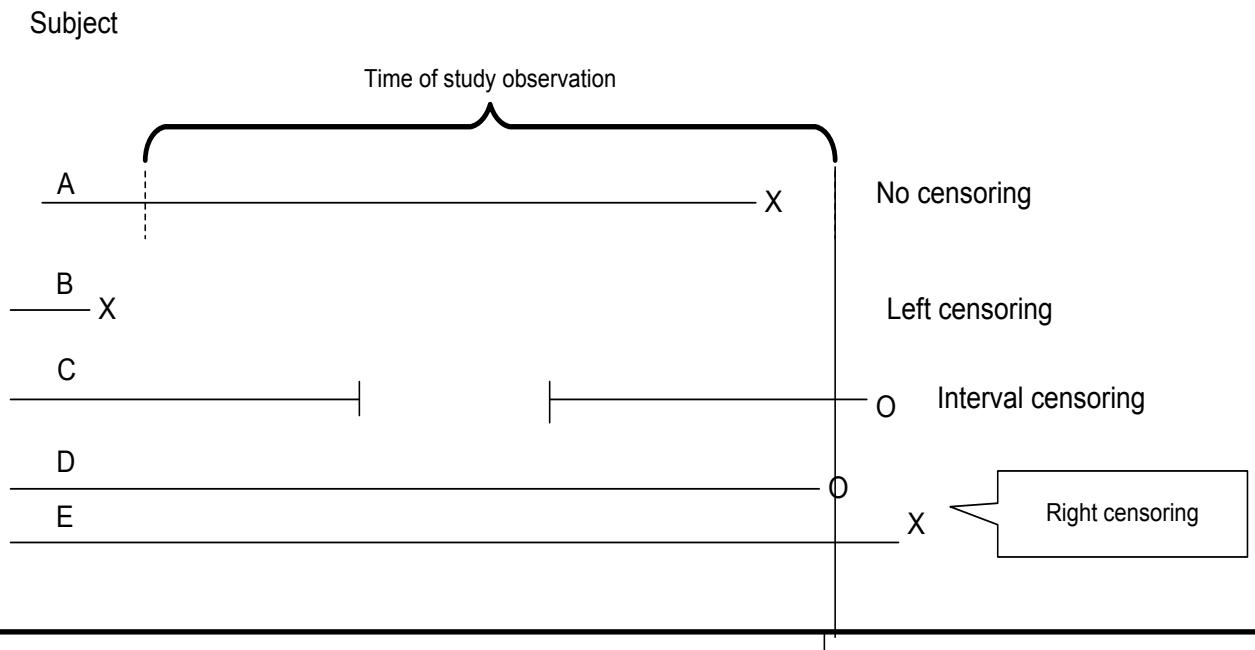 Subject
Time of study observation
A
X
No censoring
B
X
Left censoring
C
O
Interval censoring
D
O
E
X
Right censoring